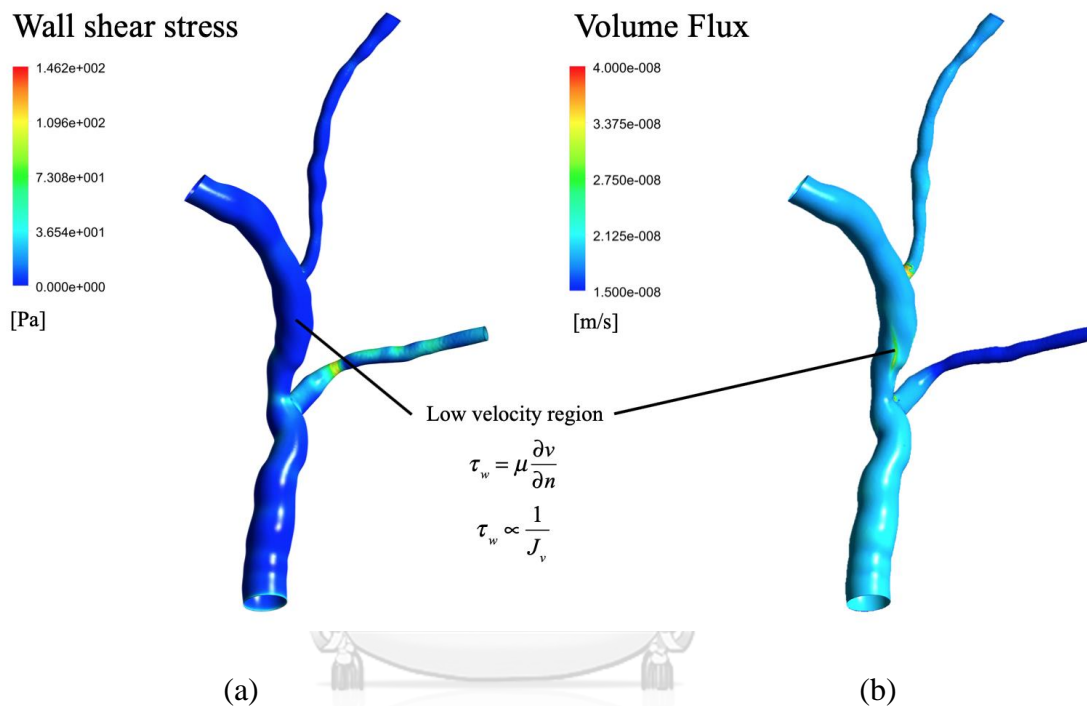 Wall shear stress
1.462e+002
1.096e+002
7.308e+001
3.654e+001
0.000e+000
[Pa]
Volume Flux
4.000e-008
3.375e-008
2.750e-008
2.125e-008
1.500e-008
[m/s]
Low velocity region
τ_w = μ ∂v/∂n
τ_w ∝ 1/J_v
(a)
(b)